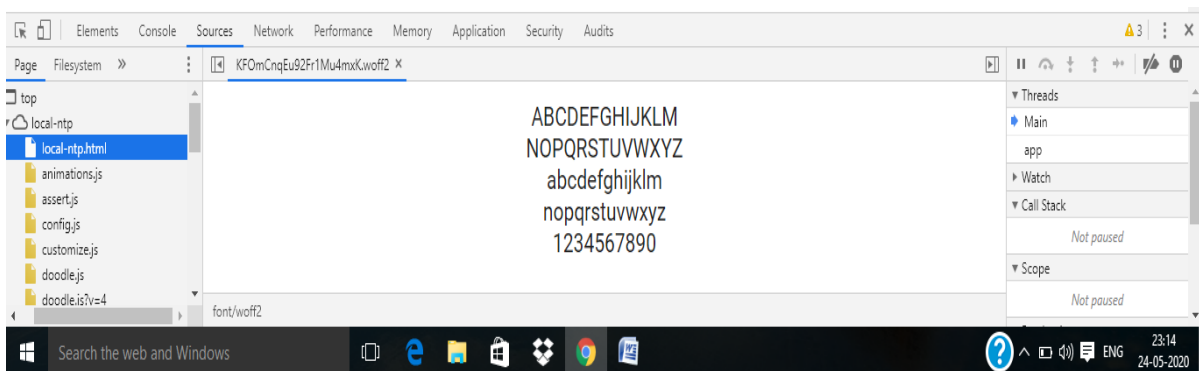 Elements Console Sources Network Performance Memory Application Security Audits 3
Page Filesystem » KFOmCnqEu92Fr1Mu4mxK.woff2 ×
top
local-ntp
local-ntp.html
animations.js
assert.js
config.js
customize.js
doodle.js
doodle.js?v=4
ABCDEFGHIJKLM
NOPQRSTUVWXYZ
abcdefghijklm
nopqrstuvwxyz
1234567890
font/woff2
Threads
Main
app
Watch
Call Stack
Not paused
Scope
Not paused
Search the web and Windows
ENG
23:14
24-05-2020